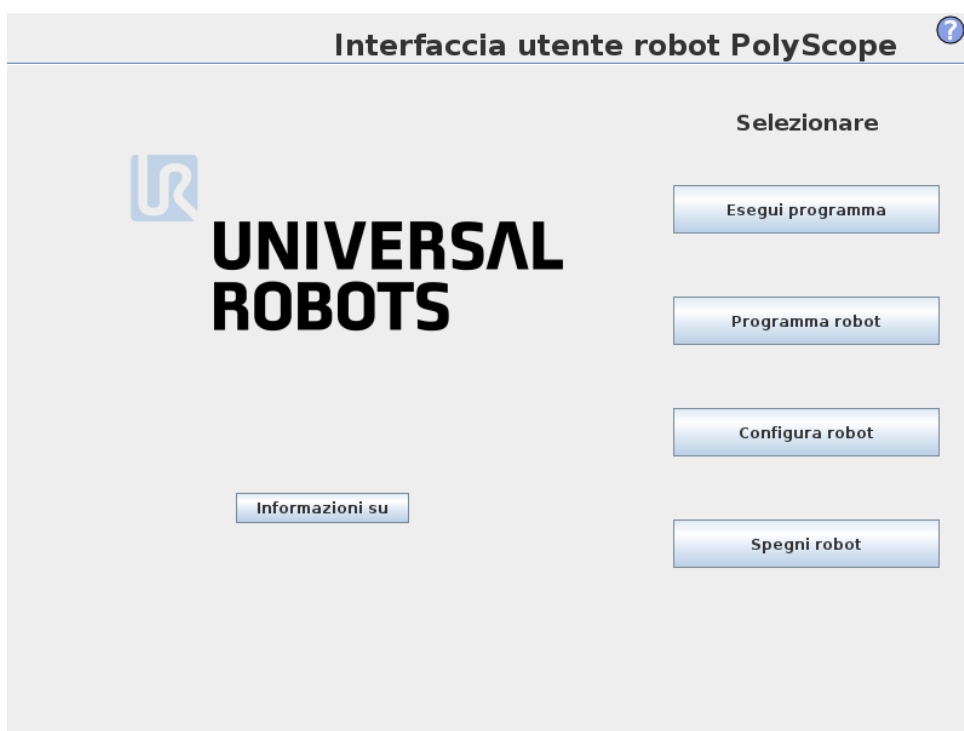 Interfaccia utente robot PolyScope
?
Selezionare
UR
UNIVERSAL
ROBOTS
Esegui programma
Programma robot
Configura robot
Informazioni su
Spegni robot